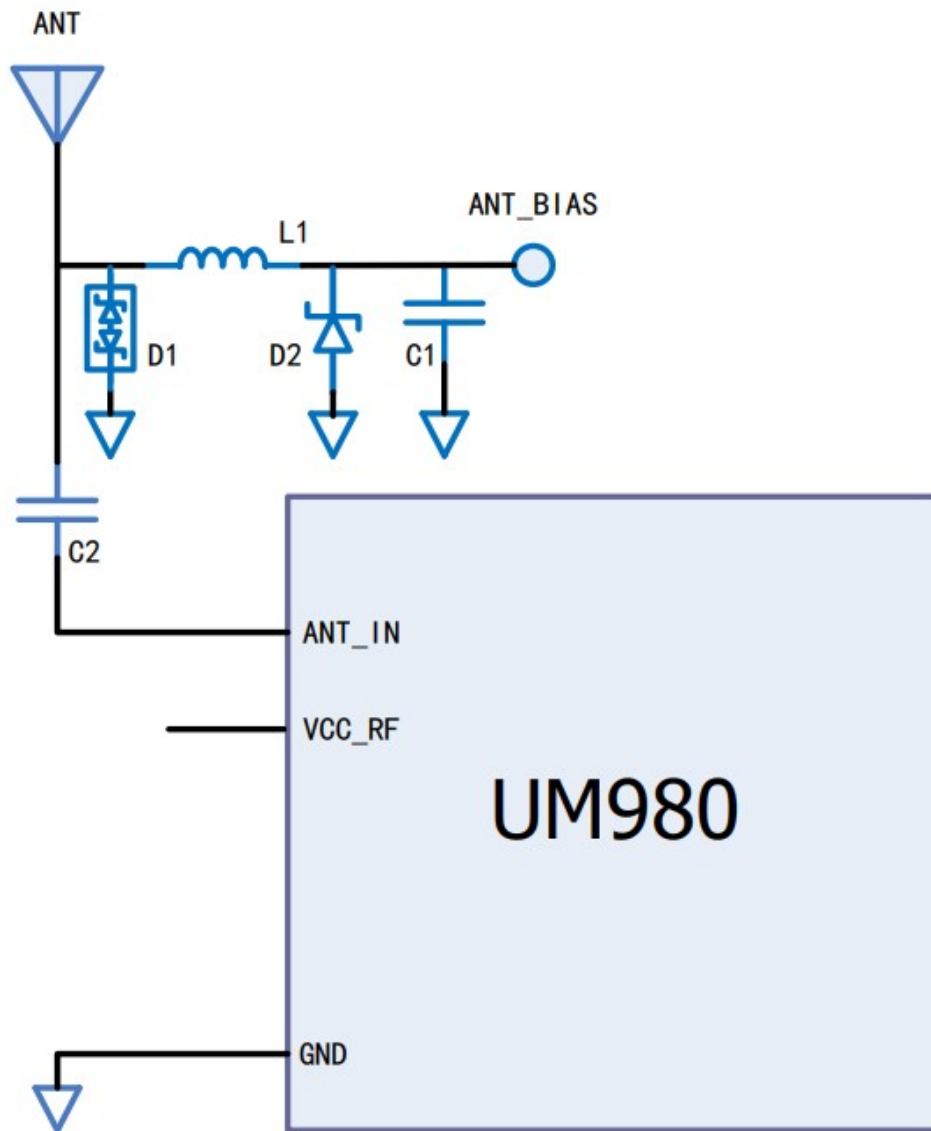 ANT
ANT_BIAS
L1
D1
D2
C1
C2
ANT_IN
VCC_RF
UM980
GND